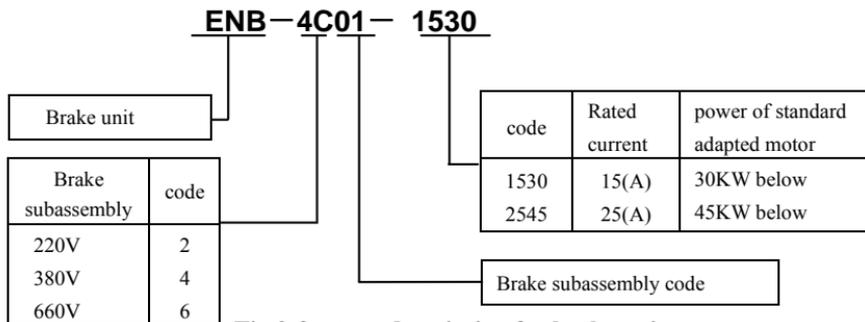 ENB－4C01－ 1530
Brake unit
Brake subassembly code
220V 2
380V 4
660V 6
code Rated current power of standard adapted motor
1530 15(A) 30KW below
2545 25(A) 45KW below
Brake subassembly code